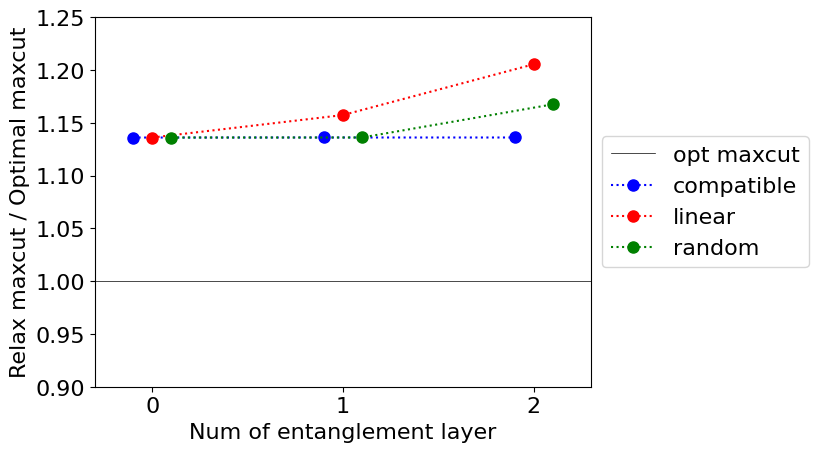 Relax maxcut / Optimal maxcut
1.25
1.20
1.15
1.10
1.05
1.00
0.95
0.90
0
1
2
Num of entanglement layer
opt maxcut
compatible
linear
random